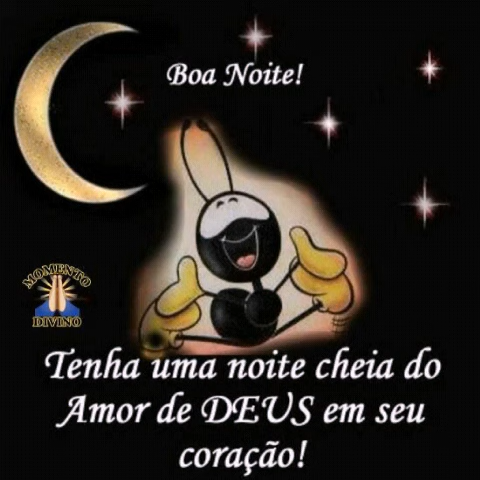 Boa Noite!
MOMENTO
DIVINO
Tenha uma noite cheia do
Amor de DEUS em seu
coração!